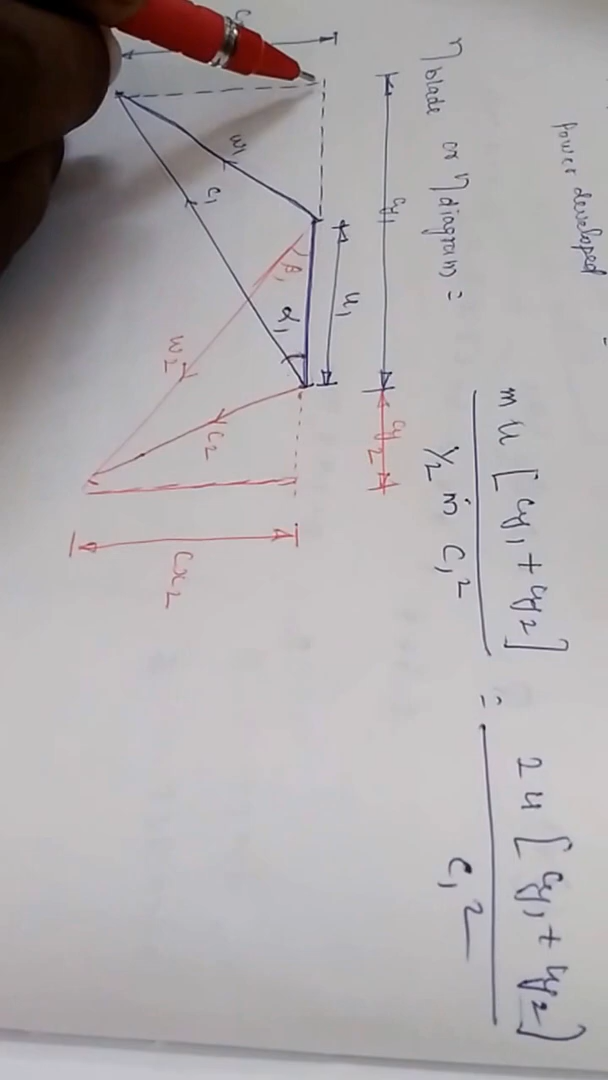 Power developed =
η blade or η diagram = m u [Cy1 + Cy2] / ½ ṁ C1² = 2 u [Cy1 + Cy2] / C1²
Cy1
Cy2
u1
β1
α1
w1
C1
w2
C2
Cx2